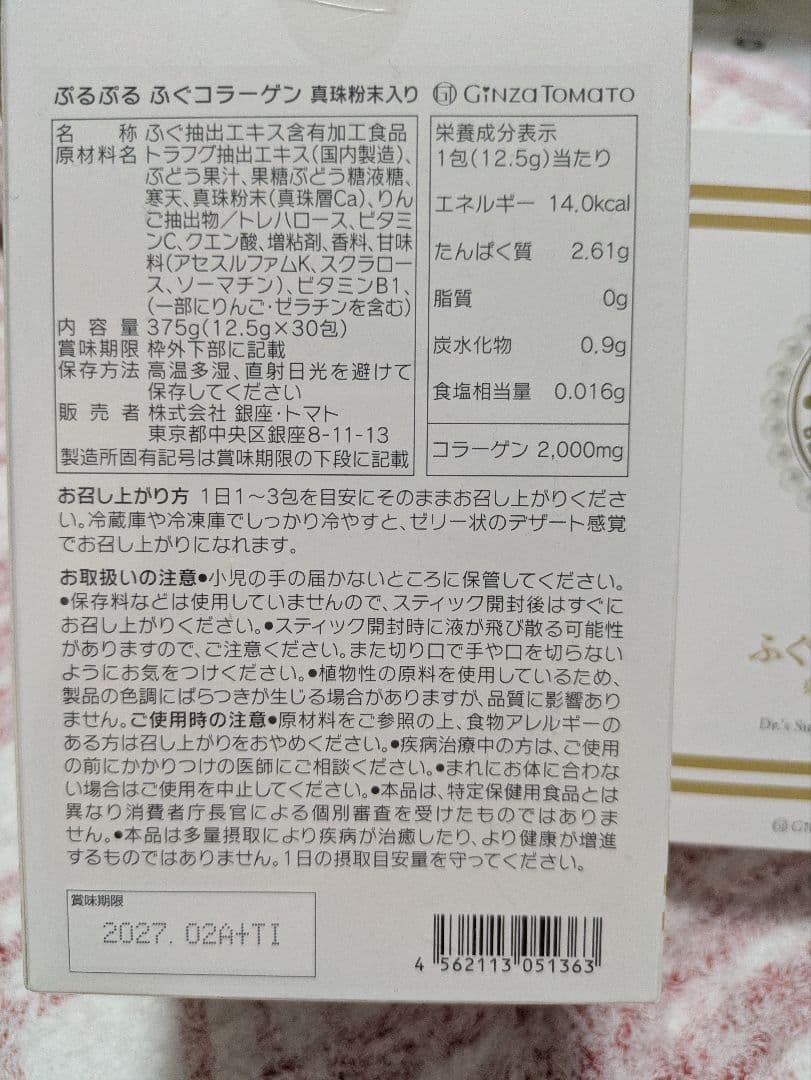 ぷるぷる ふぐコラーゲン 真珠粉末入り GINZA TOMATO
名称 ふぐ抽出エキス含有加工食品
原材料名 トラフグ抽出エキス(国内製造)、
ぶどう果汁、果糖ぶどう糖液糖、
寒天、真珠粉末(真珠層Ca)、りん
ご抽出物/トレハロース、ビタミ
ンC、クエン酸、増粘剤、香料、甘味
料(アセスルファムK、スクラロー
ス、ソーマチン)、ビタミンB1、
(一部にりんご・ゼラチンを含む)
内容量 375g(12.5g×30包)
賞味期限 枠外下部に記載
保存方法 高温多湿、直射日光を避けて
保存してください
販売者 株式会社 銀座・トマト
東京都中央区銀座8-11-13
製造所固有記号は賞味期限の下段に記載
栄養成分表示
1包(12.5g)当たり
エネルギー 14.0kcal
たんぱく質 2.61g
脂質 0g
炭水化物 0.9g
食塩相当量 0.016g
コラーゲン 2,000mg
お召し上がり方 1日1〜3包を目安にそのままお召し上がりくださ
い。冷蔵庫や冷凍庫でしっかり冷やすと、ゼリー状のデザート感覚
でお召し上がりになれます。
お取扱いの注意●小児の手の届かないところに保管してください。
●保存料などは使用していませんので、スティック開封後はすぐに
お召し上がりください。●スティック開封時に液が飛び散る可能性
がありますので、ご注意ください。また切り口で手や口を切らない
ようにお気をつけください。●植物性の原料を使用しているため、
製品の色調にばらつきが生じる場合がありますが、品質に影響あり
ません。ご使用時の注意●原材料をご参照の上、食物アレルギーの
ある方は召し上がりをおやめください。●疾病治療中の方は、ご使用
の前にかかりつけの医師にご相談ください。●まれにお体に合わな
い場合はご使用を中止してください。●本品は、特定保健用食品とは
異なり消費者庁長官による個別審査を受けたものではありま
せん。●本品は多量摂取により疾病が治癒したり、より健康が増進
するものではありません。1日の摂取目安量を守ってください。
賞味期限
2027. 02A+TI
4 562113 051363
ふぐ
Dr.'s Su